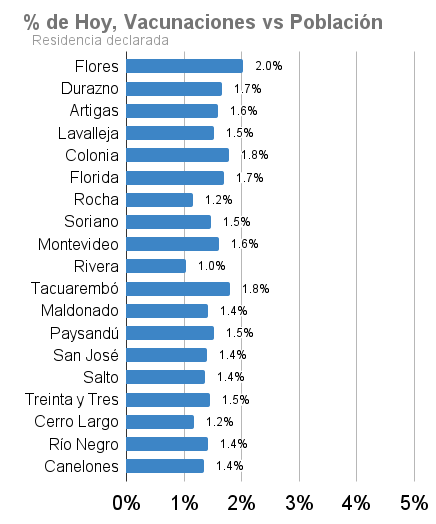 % de Hoy, Vacunaciones vs Población
Residencia declarada
Flores 2.0%
Durazno 1.7%
Artigas 1.6%
Lavalleja 1.5%
Colonia 1.8%
Florida 1.7%
Rocha 1.2%
Soriano 1.5%
Montevideo 1.6%
Rivera 1.0%
Tacuarembó 1.8%
Maldonado 1.4%
Paysandú 1.5%
San José 1.4%
Salto 1.4%
Treinta y Tres 1.5%
Cerro Largo 1.2%
Río Negro 1.4%
Canelones 1.4%
0% 1% 2% 3% 4% 5%